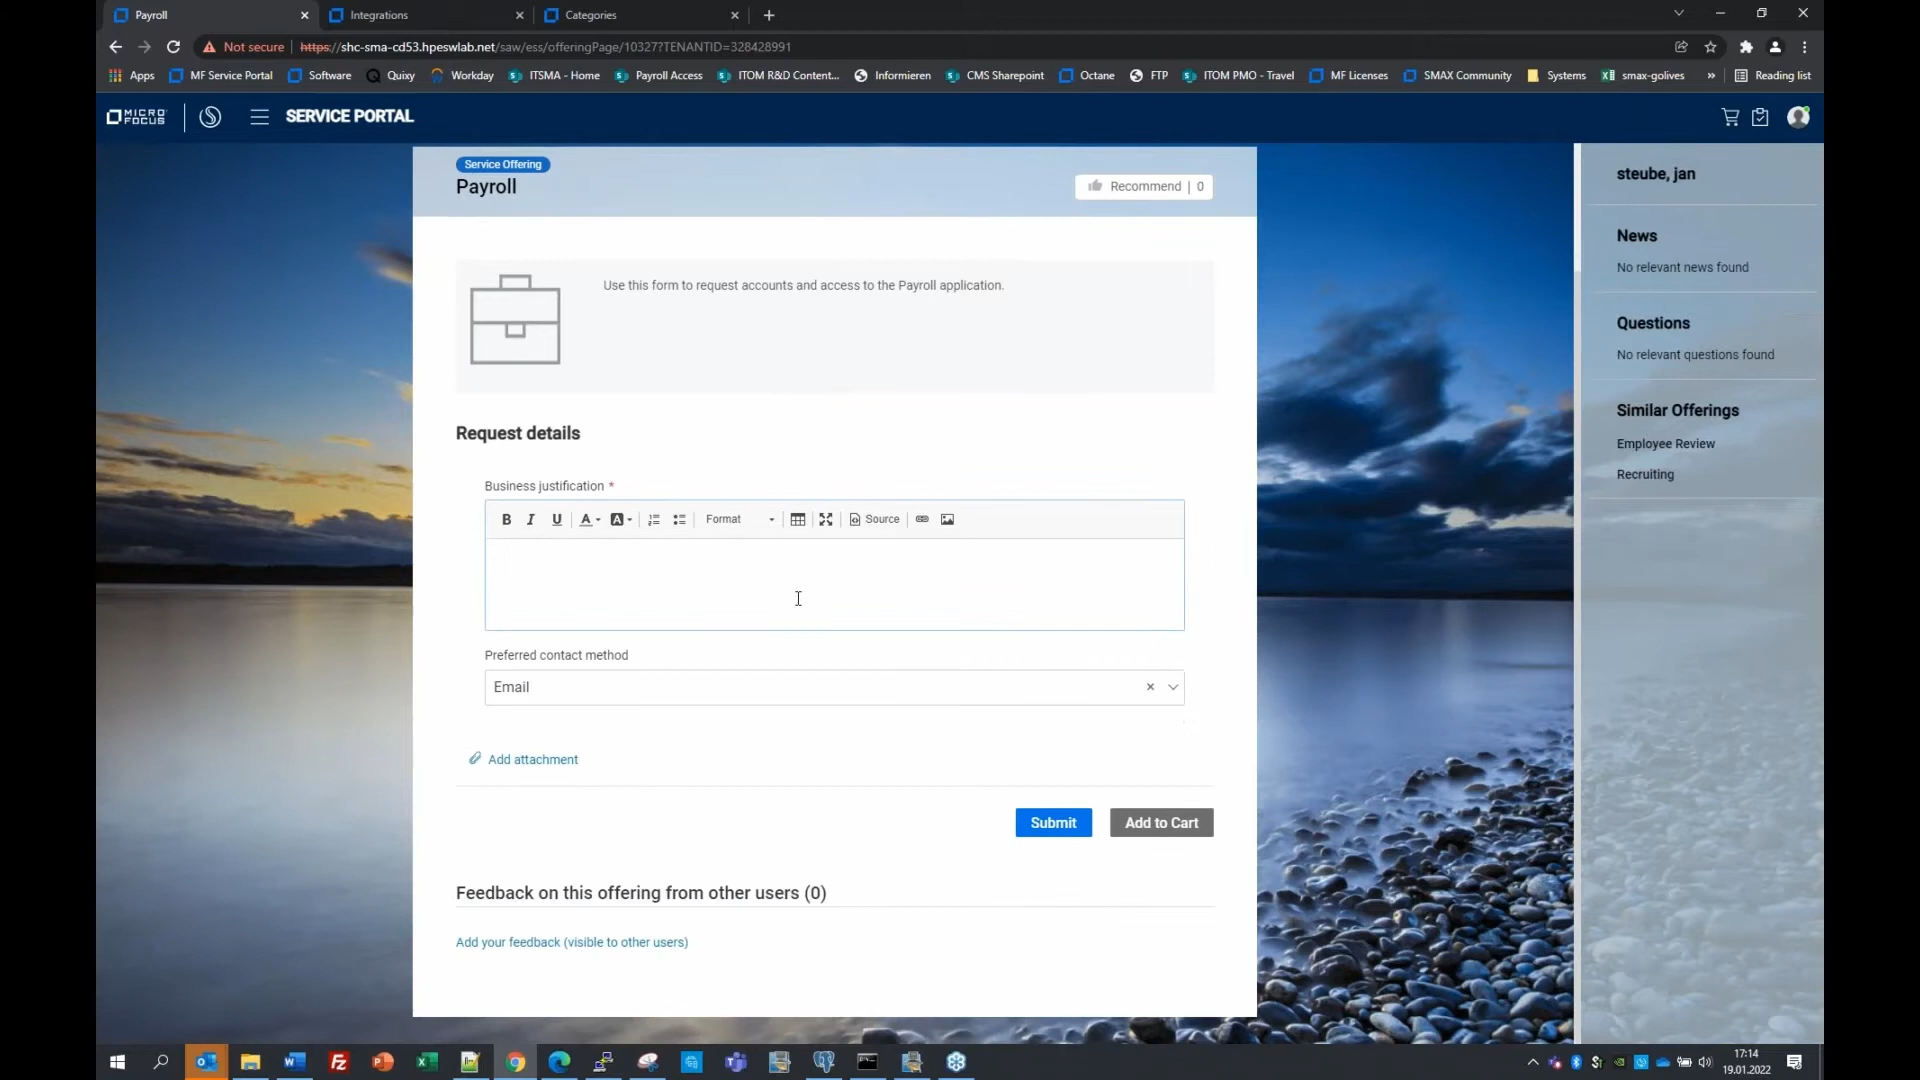 Payroll
Integrations
Categories
Not secure
https://shc-sma-cd53.hpeswlab.net/saw/ess/offeringPage/10327?TENANTID=328428991
Apps MF Service Portal Software Quixy Workday ITSMA - Home Payroll Access ITOM R&D Content... Informieren CMS Sharepoint Octane FTP ITOM PMO - Travel MF Licenses SMAX Community Systems smax-golives » Reading list
MICRO FOCUS
SERVICE PORTAL
Service Offering
Payroll
Recommend | 0
Use this form to request accounts and access to the Payroll application.
Request details
Business justification *
B I U A A Format Source
Preferred contact method
Email
Add attachment
Submit Add to Cart
Feedback on this offering from other users (0)
Add your feedback (visible to other users)
steube, jan
News
No relevant news found
Questions
No relevant questions found
Similar Offerings
Employee Review
Recruiting
17:14
19.01.2022